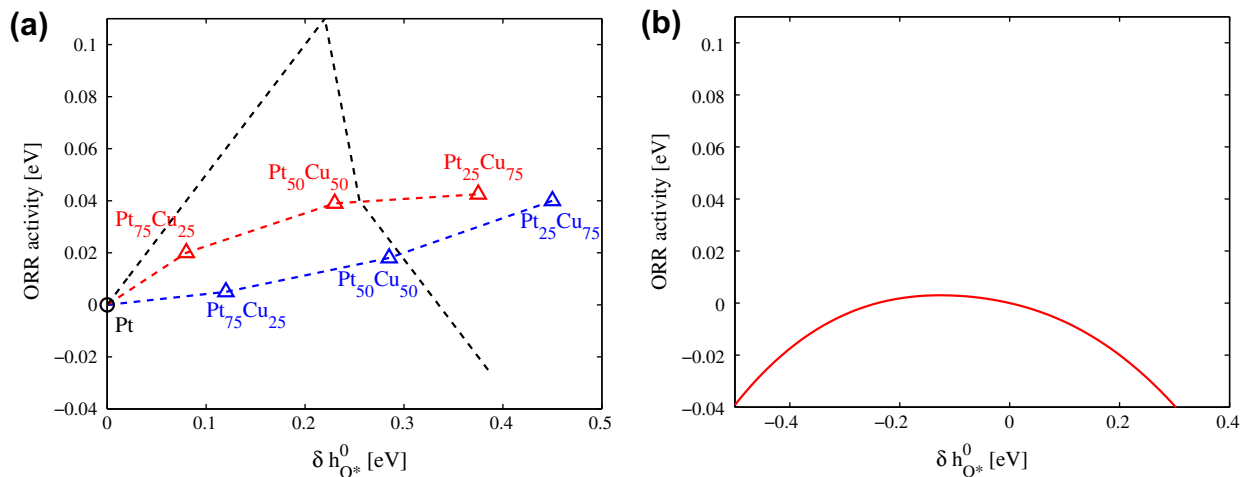 (a)
ORR activity [eV]
0.1
0.08
0.06
0.04
0.02
0
−0.02
−0.04
0
0.1
0.2
0.3
0.4
0.5
δ h⁰_O* [eV]
Pt
Pt₇₅Cu₂₅
Pt₅₀Cu₅₀
Pt₂₅Cu₇₅
Pt₇₅Cu₂₅
Pt₅₀Cu₅₀
Pt₂₅Cu₇₅
(b)
ORR activity [eV]
0.1
0.08
0.06
0.04
0.02
0
−0.02
−0.04
−0.4
−0.2
0
0.2
0.4
δ h⁰_O* [eV]